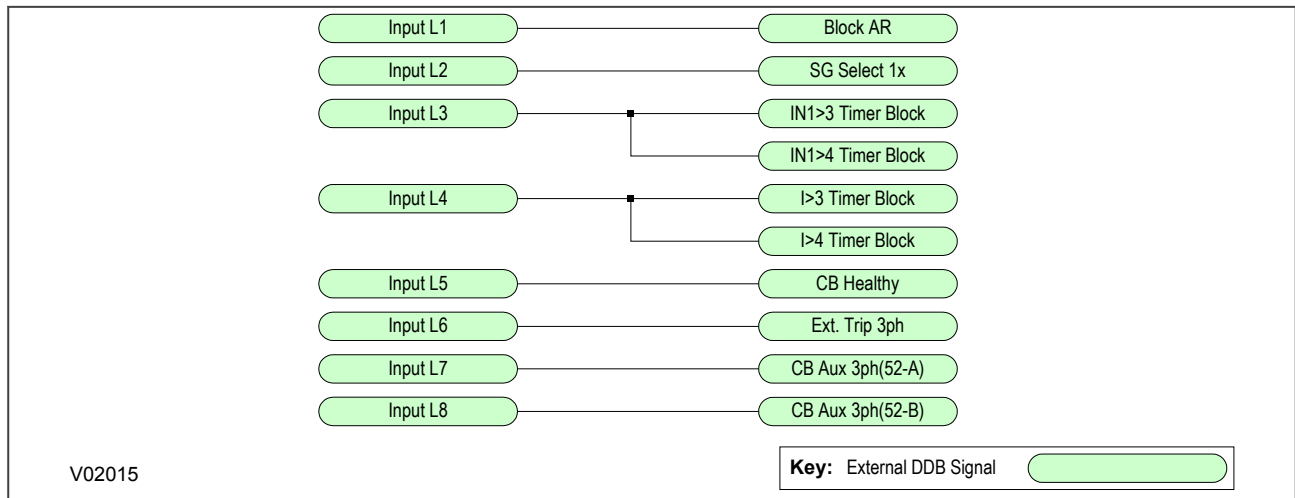 Input L1 Block AR
Input L2 SG Select 1x
Input L3 IN1>3 Timer Block
IN1>4 Timer Block
Input L4 I>3 Timer Block
I>4 Timer Block
Input L5 CB Healthy
Input L6 Ext. Trip 3ph
Input L7 CB Aux 3ph(52-A)
Input L8 CB Aux 3ph(52-B)
V02015 Key: External DDB Signal